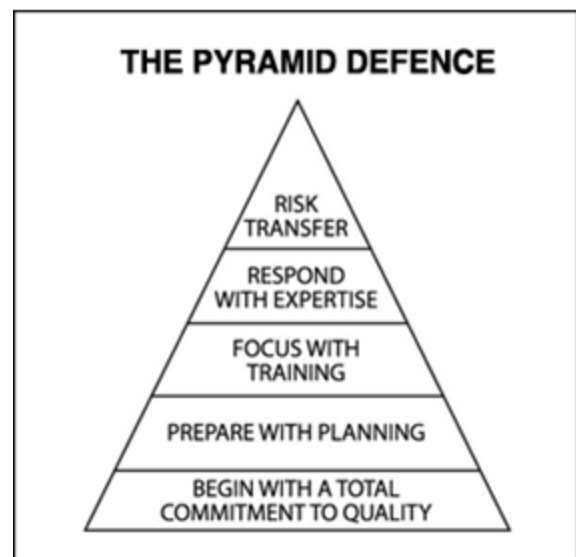 THE PYRAMID DEFENCE
RISK
TRANSFER
RESPOND
WITH EXPERTISE
FOCUS WITH
TRAINING
PREPARE WITH PLANNING
BEGIN WITH A TOTAL
COMMITMENT TO QUALITY